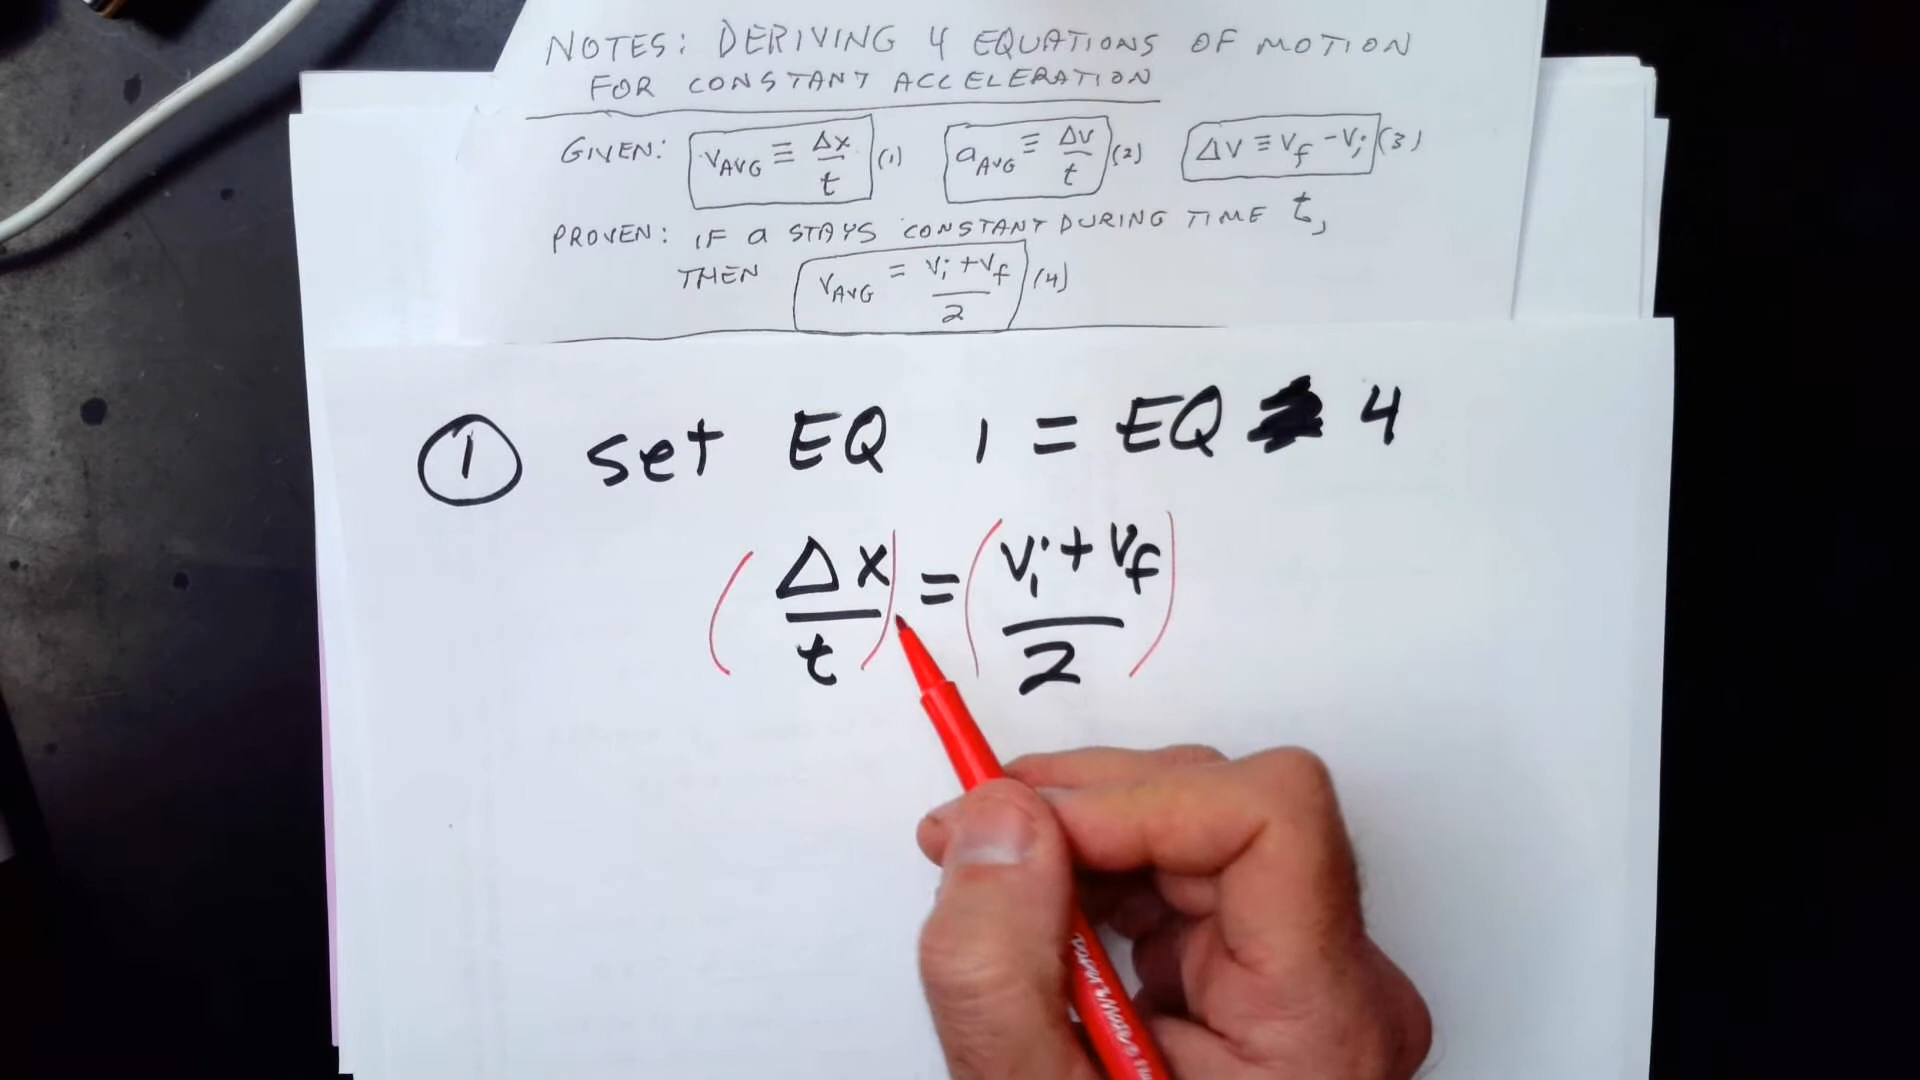 NOTES: DERIVING 4 EQUATIONS OF MOTION
FOR CONSTANT ACCELERATION
GIVEN: v_AVG ≡ Δx/t (1) a_AVG ≡ Δv/t (2) Δv ≡ v_f - v_i (3)
PROVEN: IF a STAYS CONSTANT DURING TIME t,
THEN v_AVG = (v_i + v_f)/2 (4)
① set EQ 1 = EQ 4
(Δx/t) = (v_i + v_f/2)